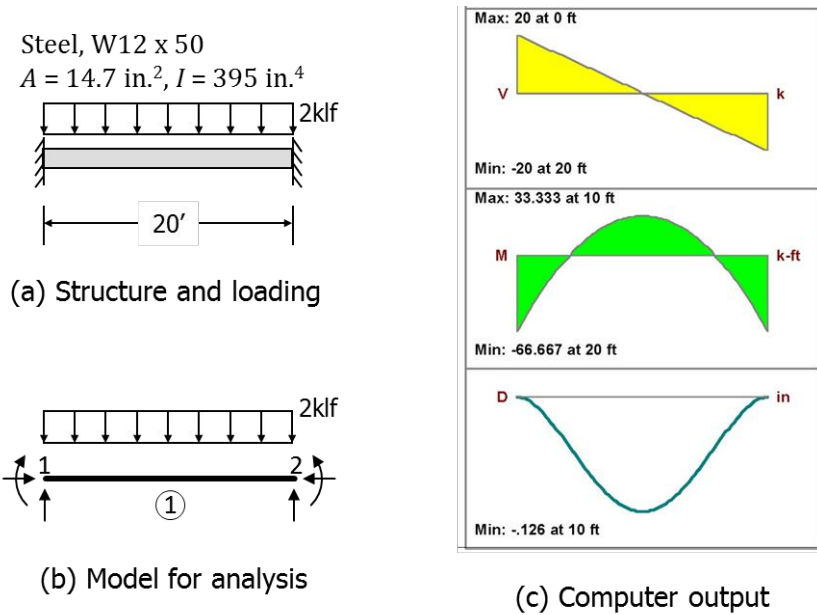 Steel, W12 x 50
A = 14.7 in.², I = 395 in.⁴
2klf
20′
(a) Structure and loading
2klf
1
2
①
(b) Model for analysis
Max: 20 at 0 ft
V
k
Min: -20 at 20 ft
Max: 33.333 at 10 ft
M
k-ft
Min: -66.667 at 20 ft
D
in
Min: -.126 at 10 ft
(c) Computer output